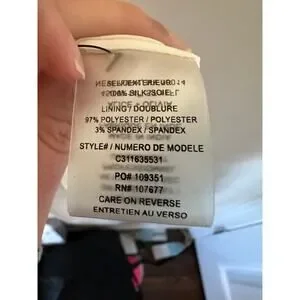 LINING / DOUBLURE
97% POLYESTER / POLYESTER
3% SPANDEX / SPANDEX
STYLE# / NUMERO DE MODELE
C311635531
PO# 109351
RN# 107677
CARE ON REVERSE
ENTRETIEN AU VERSO